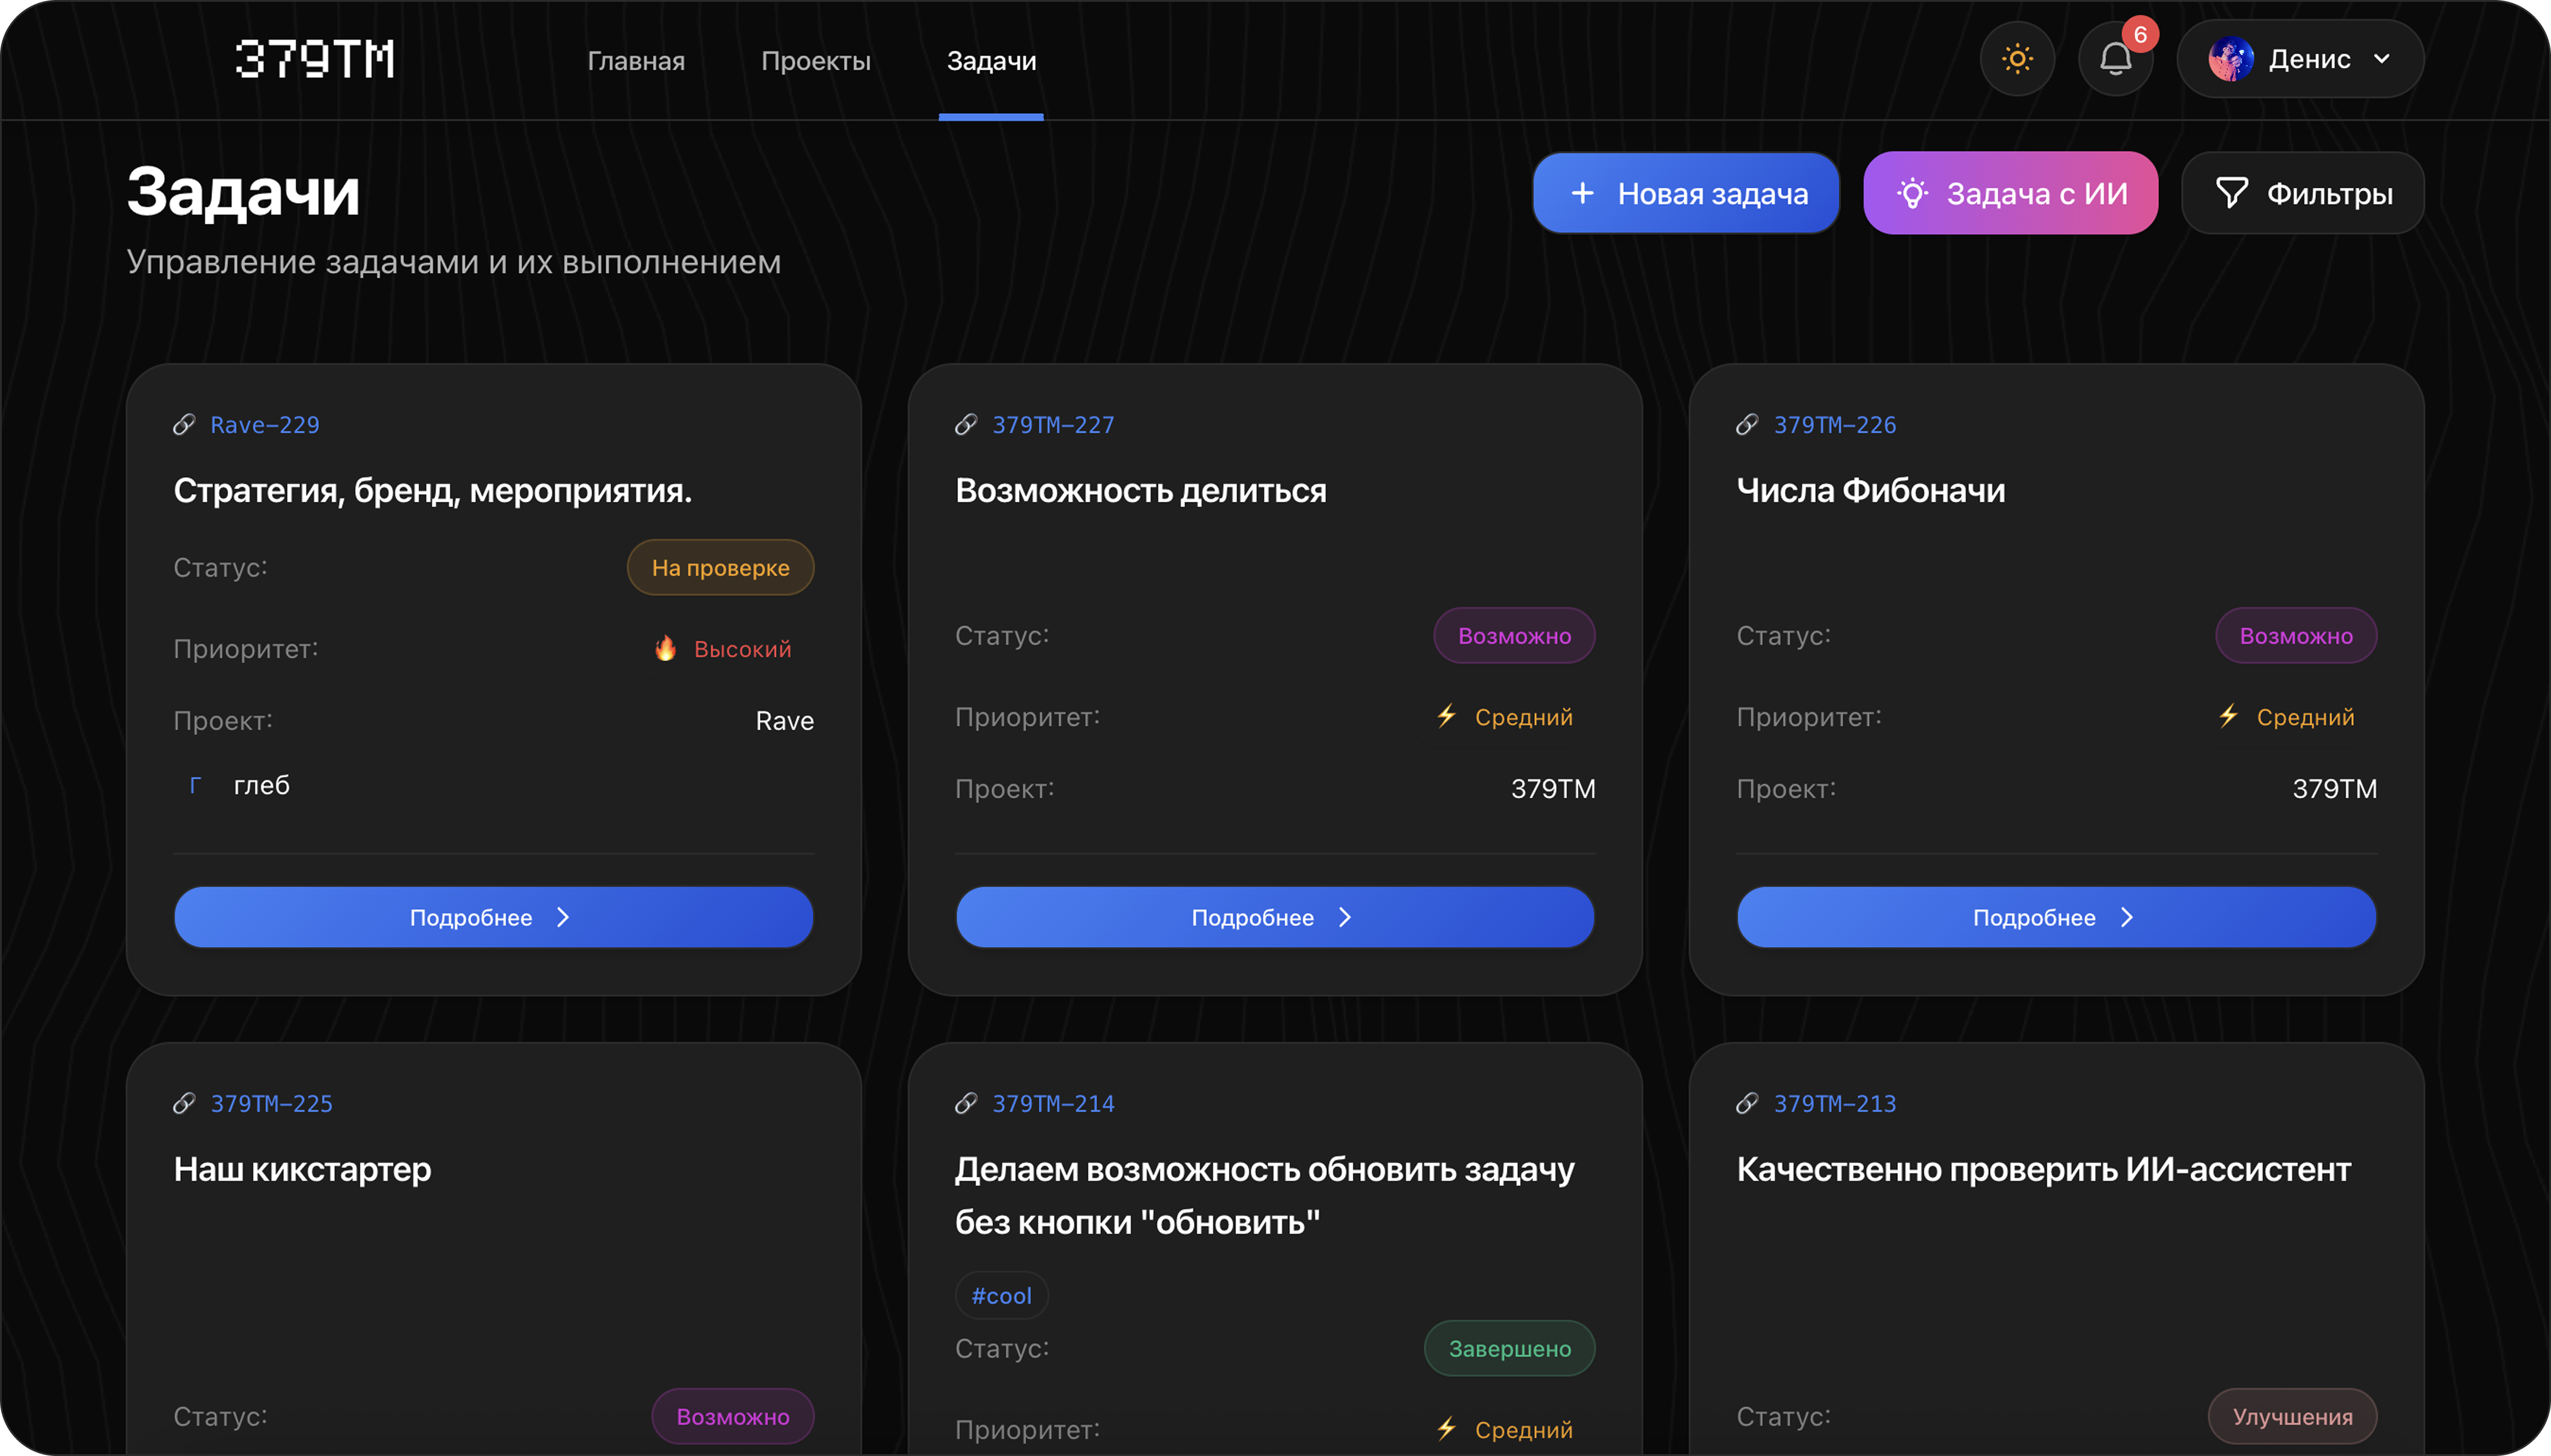 379TM
Главная Проекты Задачи
6
Денис
Задачи
Управление задачами и их выполнением
Новая задача
Задача с ИИ
Фильтры
Rave-229
Стратегия, бренд, мероприятия.
Статус: На проверке
Приоритет: Высокий
Проект: Rave
Г глеб
Подробнее
379TM-227
Возможность делиться
Статус: Возможно
Приоритет: Средний
Проект: 379TM
Подробнее
379TM-226
Числа Фибоначи
Статус: Возможно
Приоритет: Средний
Проект: 379TM
Подробнее
379TM-225
Наш кикстартер
Статус: Возможно
379TM-214
Делаем возможность обновить задачу
без кнопки "обновить"
#cool
Статус: Завершено
Приоритет: Средний
379TM-213
Качественно проверить ИИ-ассистент
Статус: Улучшения